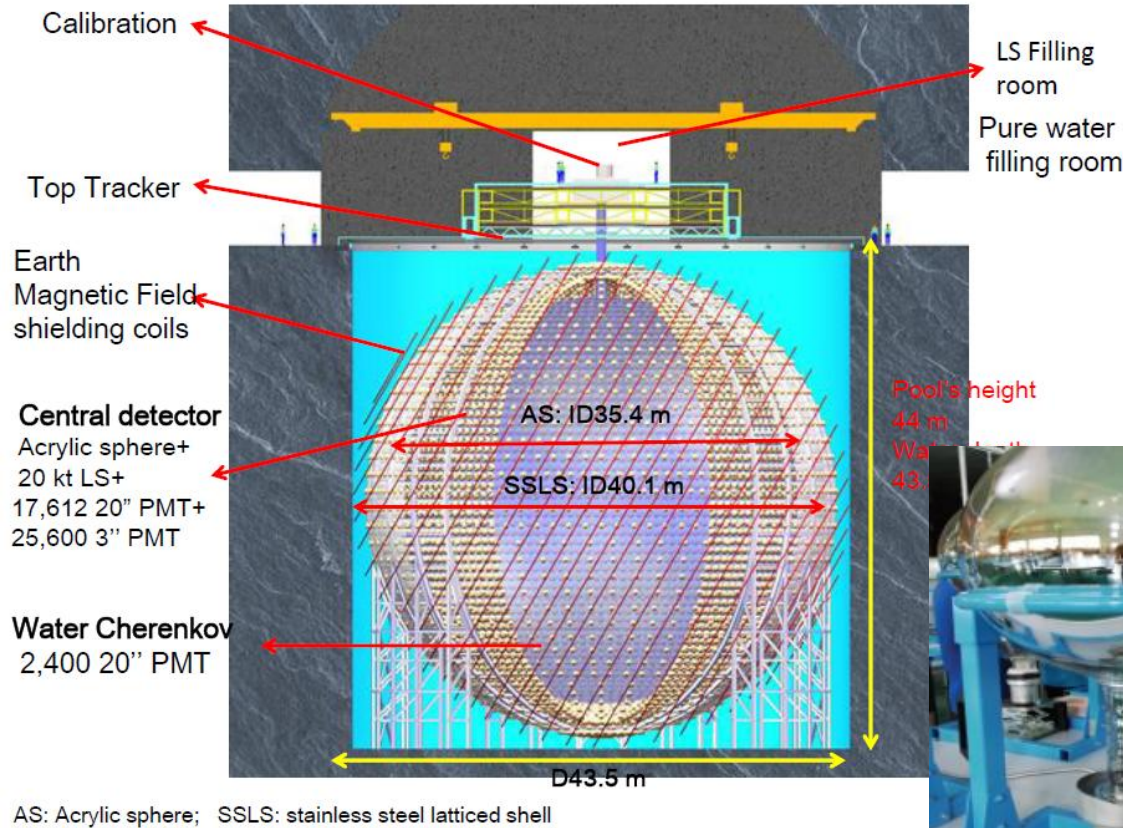 Calibration
LS Filling
room
Pure water
filling room
Top Tracker
Earth
Magnetic Field
shielding coils
Central detector
Acrylic sphere+
20 kt LS+
17,612 20” PMT+
25,600 3’’ PMT
Water Cherenkov
2,400 20’’ PMT
AS: ID35.4 m
SSLS: ID40.1 m
Pool's height
44 m
D43.5m
AS: Acrylic sphere; SSLS: stainless steel latticed shell